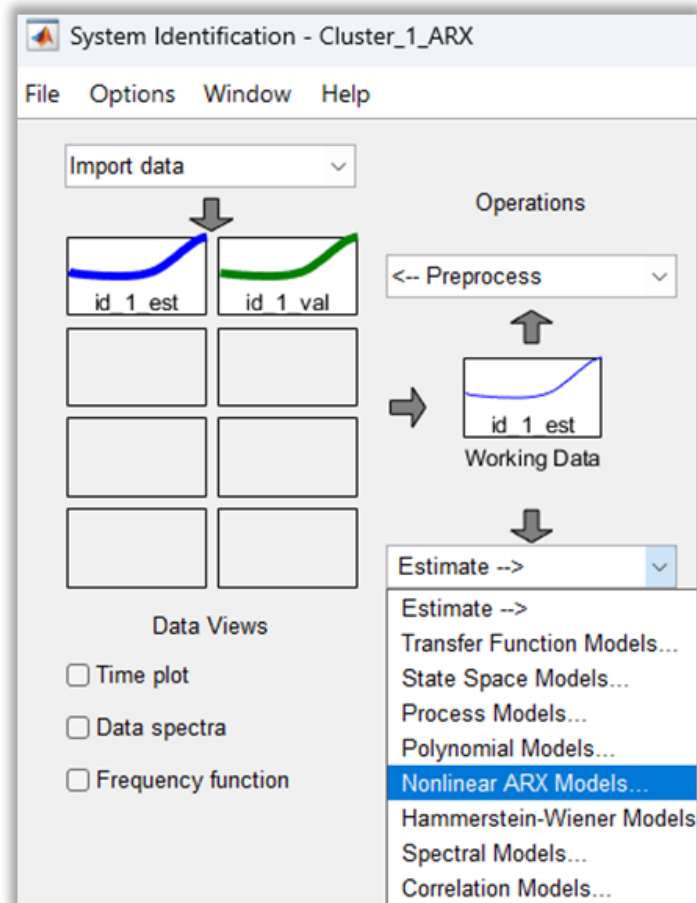 System Identification - Cluster_1_ARX
File Options Window Help
Import data
Operations
id_1_est
id_1_val
<-- Preprocess
id_1_est
Working Data
Estimate -->
Estimate -->
Transfer Function Models...
State Space Models...
Process Models...
Polynomial Models...
Nonlinear ARX Models...
Hammerstein-Wiener Models
Spectral Models...
Correlation Models...
Data Views
Time plot
Data spectra
Frequency function